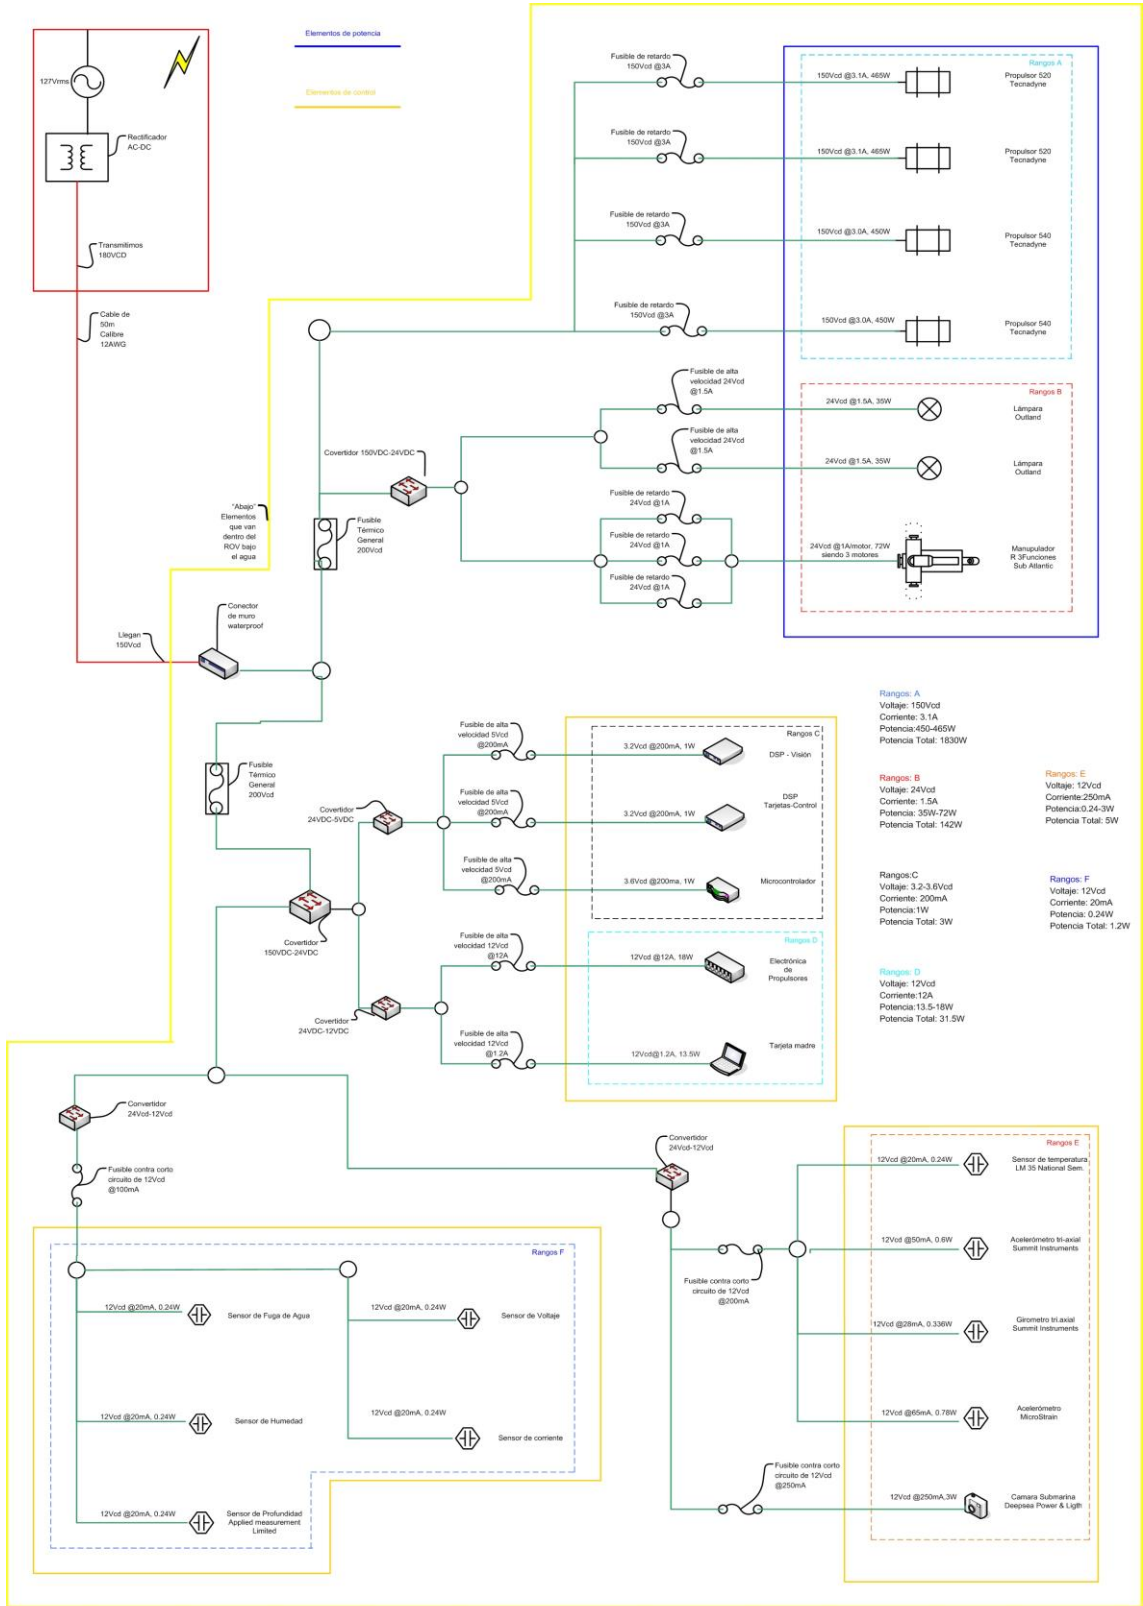 Elementos de potencia
Elementos de control
127Vrms
Rectificador
AC-DC
Transmitimos
180VCD
Cable de
50m
Calibre
12AWG
Fusible de retardo
150Vcd @3A
150Vcd @3.1A, 465W
Rangos A
Propulsor 520
Tecnadyne
Fusible de retardo
150Vcd @3A
150Vcd @3.1A, 465W
Propulsor 520
Tecnadyne
Fusible de retardo
150Vcd @3A
150Vcd @3.0A, 450W
Propulsor 540
Tecnadyne
Fusible de retardo
150Vcd @3A
150Vcd@3.0A, 450W
Propulsor 540
Tecnadyne
Fusible de alta
velocidad 24Vcd
@1.5A
24Vcd @1.5A, 35W
Rangos B
Lámpara
Outland
Fusible de alta
velocidad 24Vcd
@1.5A
24Vcd @1.5A, 35W
Lámpara
Outland
Covertidor 150VDC-24VDC
"Abajo"
Elementos
que van
dentro del
ROV bajo
el agua
Fusible
Térmico
General
200Vcd
Fusible de retardo
24Vcd @1A
Fusible de retardo
24Vcd @1A
Fusible de retardo
24Vcd @1A
24Vcd @1A/motor, 72W
siendo 3 motores
Manupulador
R 3Funciones
Sub Atlantic
Conector
de muro
waterproof
Llegan
150Vcd
Fusible
Térmico
General
200Vcd
Fusible de alta
velocidad 5Vcd
@200mA
3.2Vcd @200mA, 1W
Rangos C
DSP - Visión
Covertidor
24VDC-5VDC
Fusible de alta
velocidad 5Vcd
@200mA
3.2Vcd @200mA, 1W
DSP
Tarjetas-Control
Fusible de alta
velocidad 5Vcd
@200mA
3.6Vcd @200ma, 1W
Microcontrolador
Covertidor
150VDC-24VDC
Fusible de alta
velocidad 12Vcd
@12A
12Vcd @12A, 18W
Rangos D
Electrónica
de
Propulsores
Covertidor
24VDC-12VDC
Fusible de alta
velocidad 12Vcd
@1.2A
12Vcd@1.2A, 13.5W
Tarjeta madre
Rangos: A
Voltaje: 150Vcd
Corriente: 3.1A
Potencia:450-465W
Potencia Total: 1830W
Rangos: B
Voltaje: 24Vcd
Corriente: 1.5A
Potencia: 35W-72W
Potencia Total: 142W
Rangos: E
Voltaje: 12Vcd
Corriente:250mA
Potencia:0.24-3W
Potencia Total: 5W
Rangos:C
Voltaje: 3.2-3.6Vcd
Corriente: 200mA
Potencia:1W
Potencia Total: 3W
Rangos: F
Voltaje: 12Vcd
Corriente: 20mA
Potencia: 0.24W
Potencia Total: 1.2W
Rangos: D
Voltaje: 12Vcd
Corriente:12A
Potencia:13.5-18W
Potencia Total: 31.5W
Convertidor
24Vcd-12Vcd
Fusible contra corto
circuito de 12Vcd
@100mA
Rangos F
12Vcd @20mA, 0.24W
Sensor de Fuga de Agua
12Vcd @20mA, 0.24W
Sensor de Voltaje
12Vcd @20mA, 0.24W
Sensor de Humedad
12Vcd @20mA, 0.24W
Sensor de corriente
12Vcd @20mA, 0.24W
Sensor de Profundidad
Applied measurement
Limited
Convertidor
24Vcd-12Vcd
Rangos E
12Vcd @20mA, 0.24W
Sensor de temperatura
LM 35 National Sem.
Fusible contra corto
circuito de 12Vcd
@200mA
12Vcd @50mA, 0.6W
Acelerómetro tri-axial
Summit Instruments
12Vcd @28mA, 0.336W
Girometro tri.axial
Summit Instruments
12Vcd @65mA, 0.78W
Acelerómetro
MicroStrain
Fusible contra corto
circuito de 12Vcd
@250mA
12Vcd @250mA,3W
Camara Submarina
Deepsea Power & Ligth